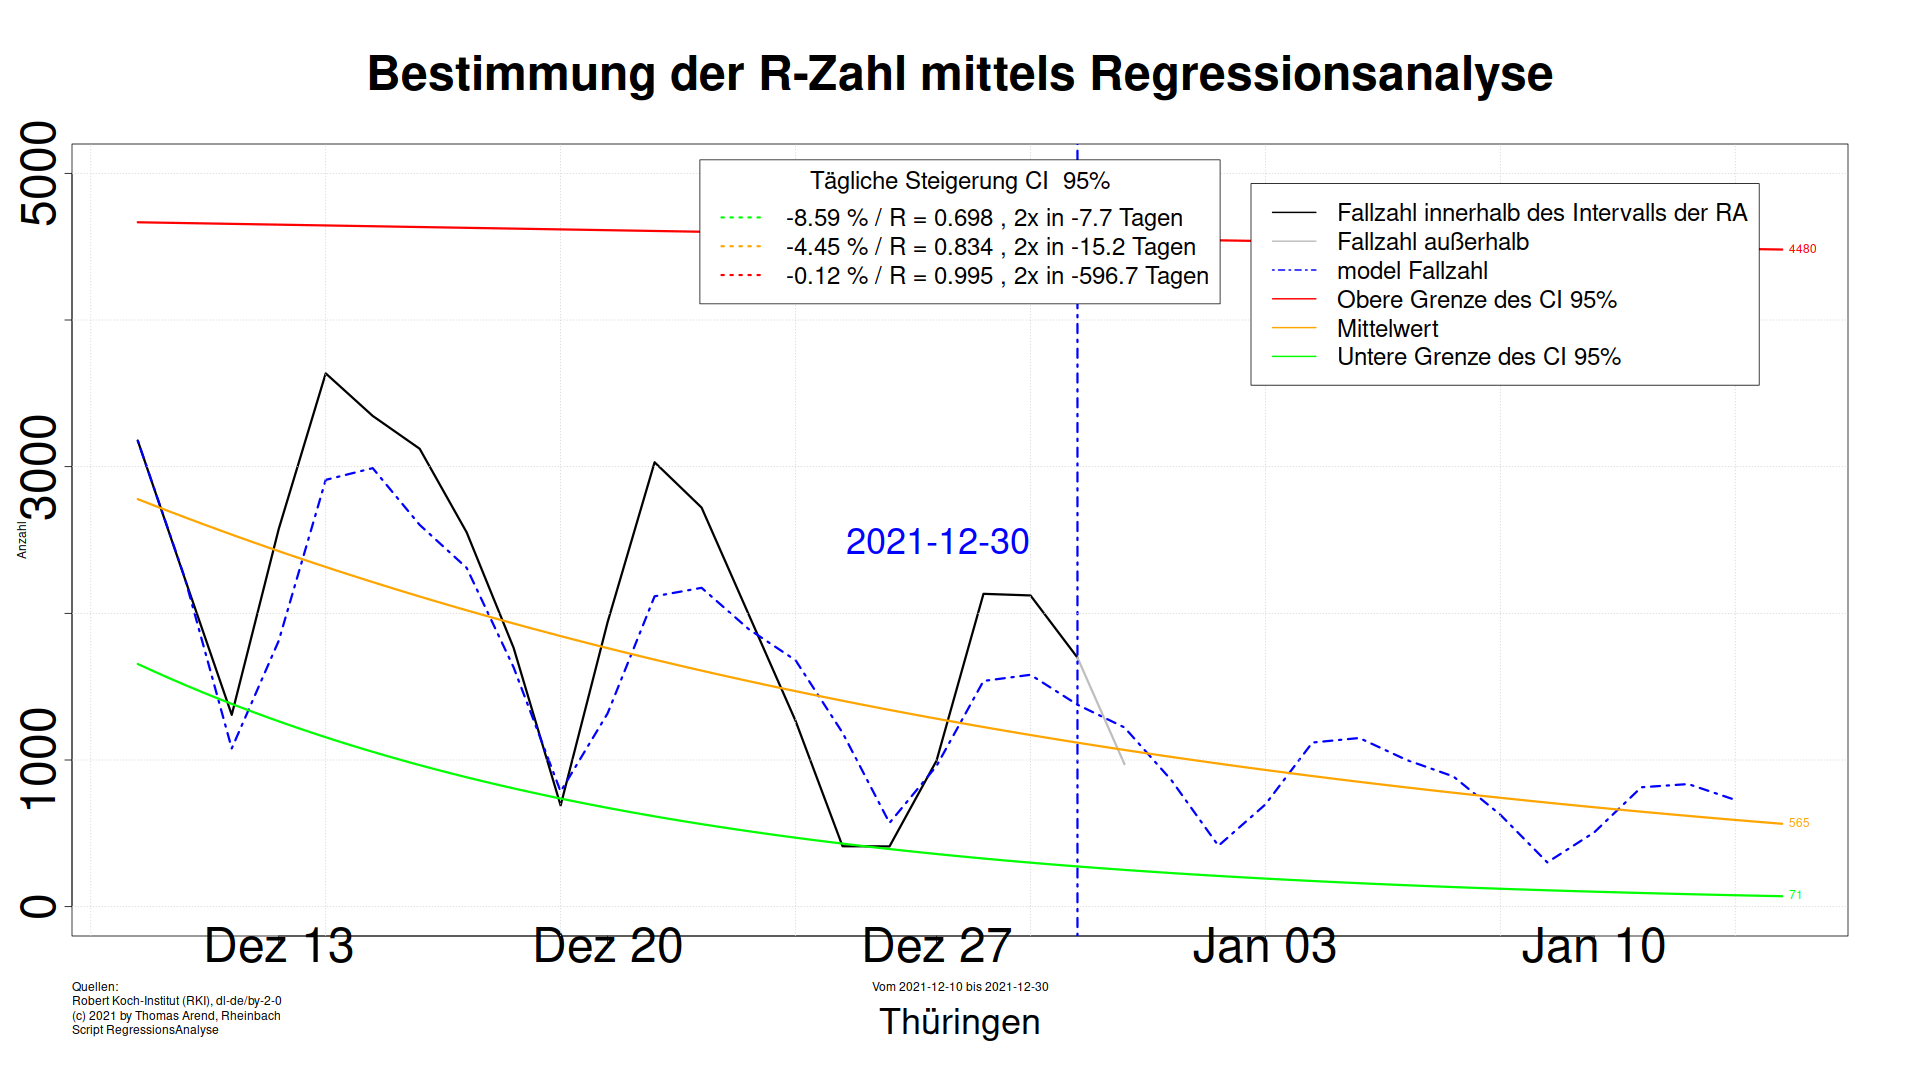 Bestimmung der R-Zahl mittels Regressionsanalyse
Tägliche Steigerung CI  95%
-8.59 % / R = 0.698 , 2x in -7.7 Tagen
-4.45 % / R = 0.834 , 2x in -15.2 Tagen
-0.12 % / R = 0.995 , 2x in -596.7 Tagen
Fallzahl innerhalb des Intervalls der RA
Fallzahl außerhalb
model Fallzahl
Obere Grenze des CI 95%
Mittelwert
Untere Grenze des CI 95%
5000
3000
1000
0
Anzahl
4480
2021-12-30
565
71
Dez 13
Dez 20
Dez 27
Jan 03
Jan 10
Quellen:
Robert Koch-Institut (RKI), dl-de/by-2-0
(c) 2021 by Thomas Arend, Rheinbach
Script RegressionsAnalyse
Vom 2021-12-10 bis 2021-12-30
Thüringen